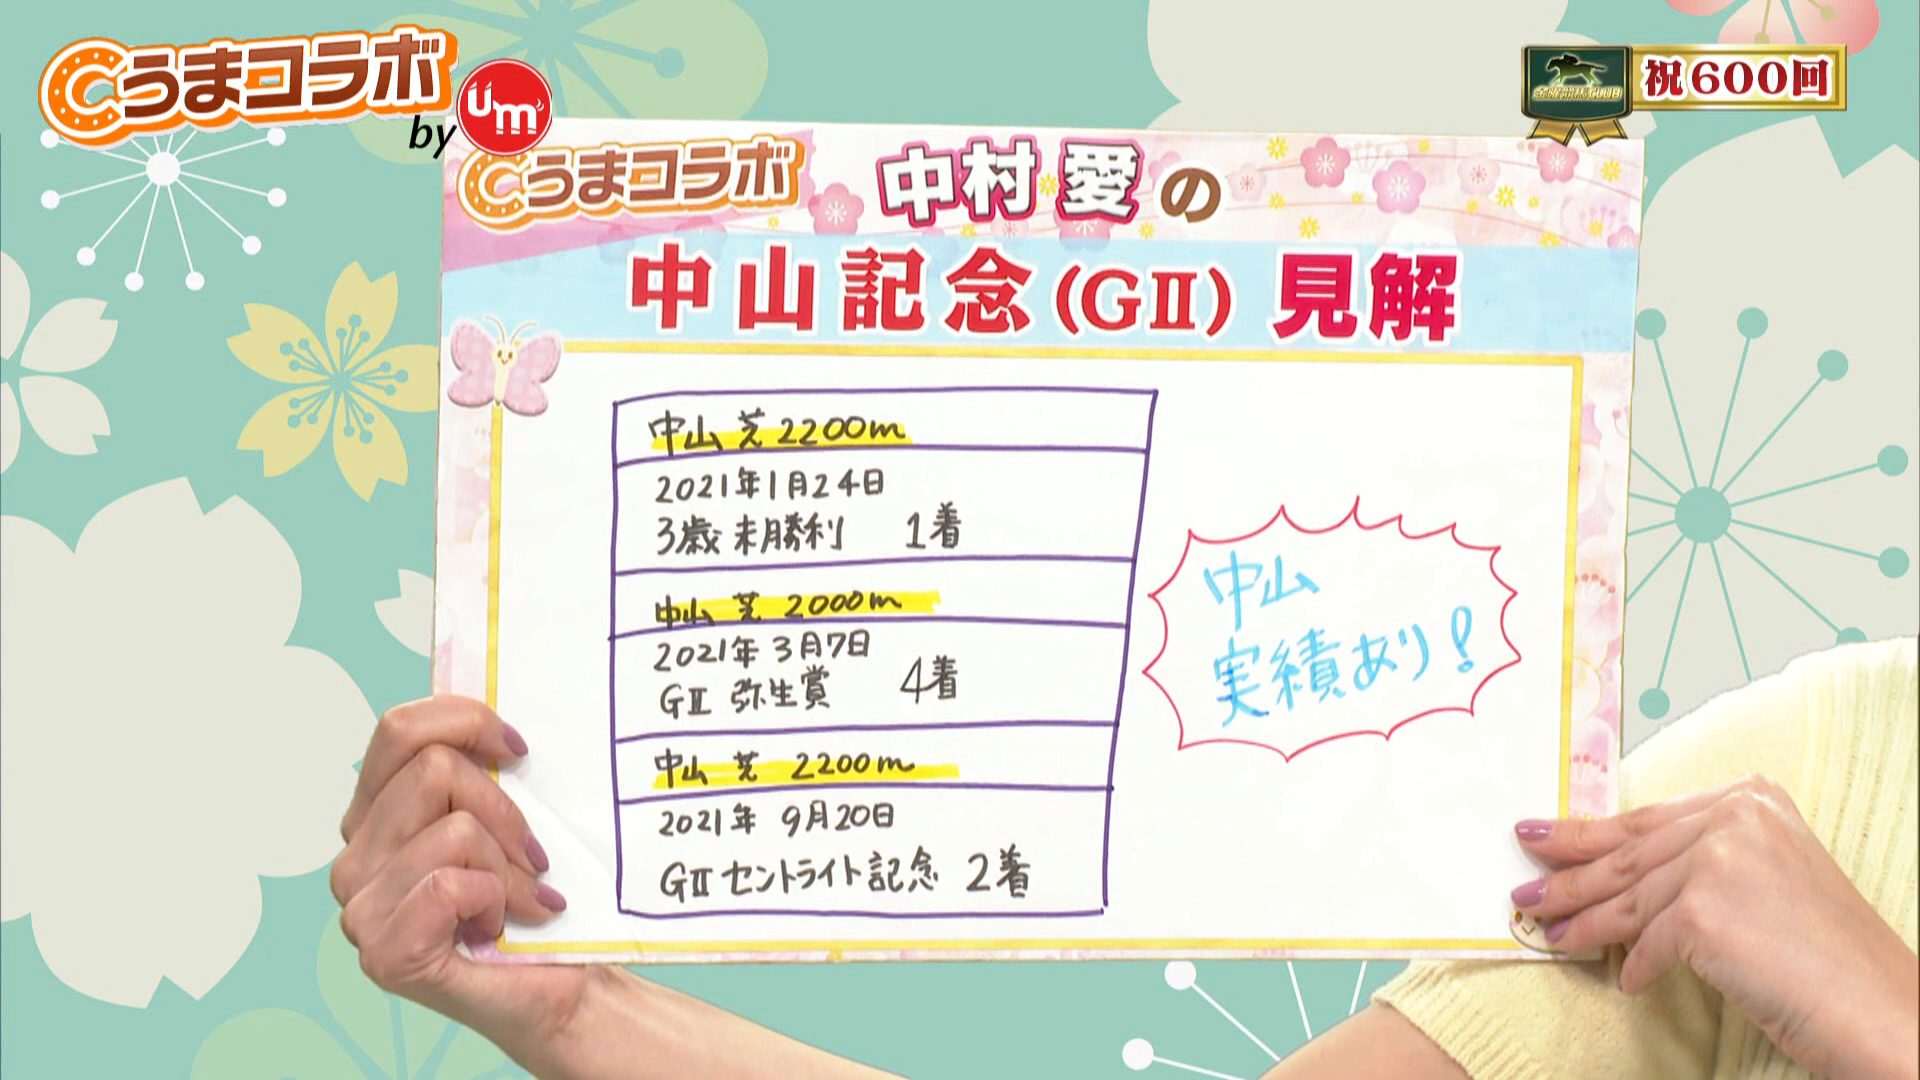 うまコラボ
by
Um
祝600回
うまコラボ 中村 愛の
中山記念(GⅡ) 見解
中山 芝 2200m
2021年1月24日
3歳未勝利 1着
中山 芝 2000m
2021年3月7日
GⅡ 弥生賞 4着
中山 芝 2200m
2021年 9月20日
GⅡセントライト記念 2着
中山
実績あり!